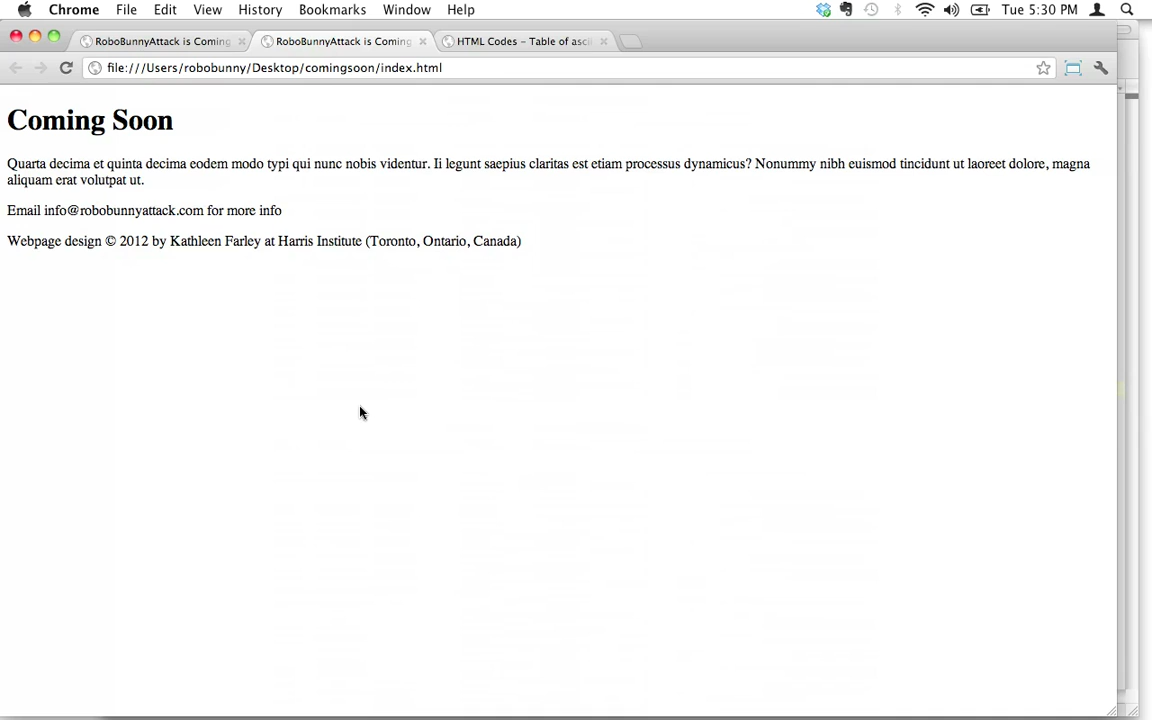 Chrome File Edit View History Bookmarks Window Help Tue 5:30 PM
RoboBunnyAttack is Coming RoboBunnyAttack is Coming HTML Codes – Table of asci
file:///Users/robobunny/Desktop/comingsoon/index.html
Coming Soon
Quarta decima et quinta decima eodem modo typi qui nunc nobis videntur. Ii legunt saepius claritas est etiam processus dynamicus? Nonummy nibh euismod tincidunt ut laoreet dolore, magna
aliquam erat volutpat ut.
Email info@robobunnyattack.com for more info
Webpage design © 2012 by Kathleen Farley at Harris Institute (Toronto, Ontario, Canada)